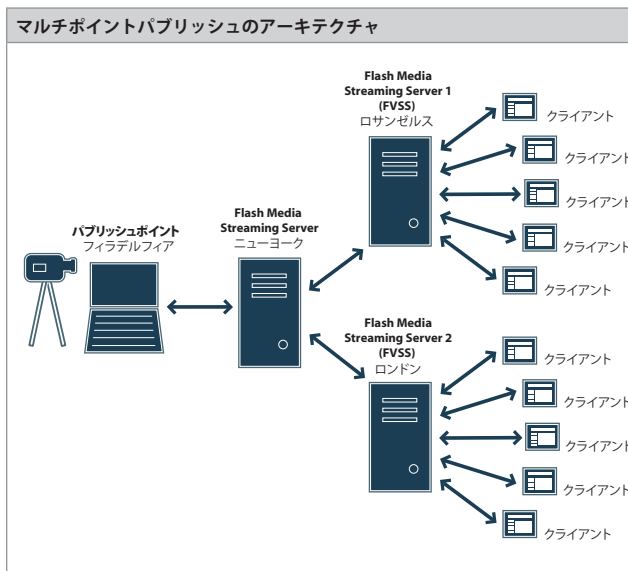 マルチポイントパブリッシュのアーキテクチャ
パブリッシュポイント
フィラデルフィア
Flash Media
Streaming Server
ニューヨーク
Flash Media
Streaming Server 1
(FVSS)
ロサンゼルス
クライアント
クライアント
クライアント
クライアント
クライアント
Flash Media
Streaming Server 2
(FVSS)
ロンドン
クライアント
クライアント
クライアント
クライアント
クライアント